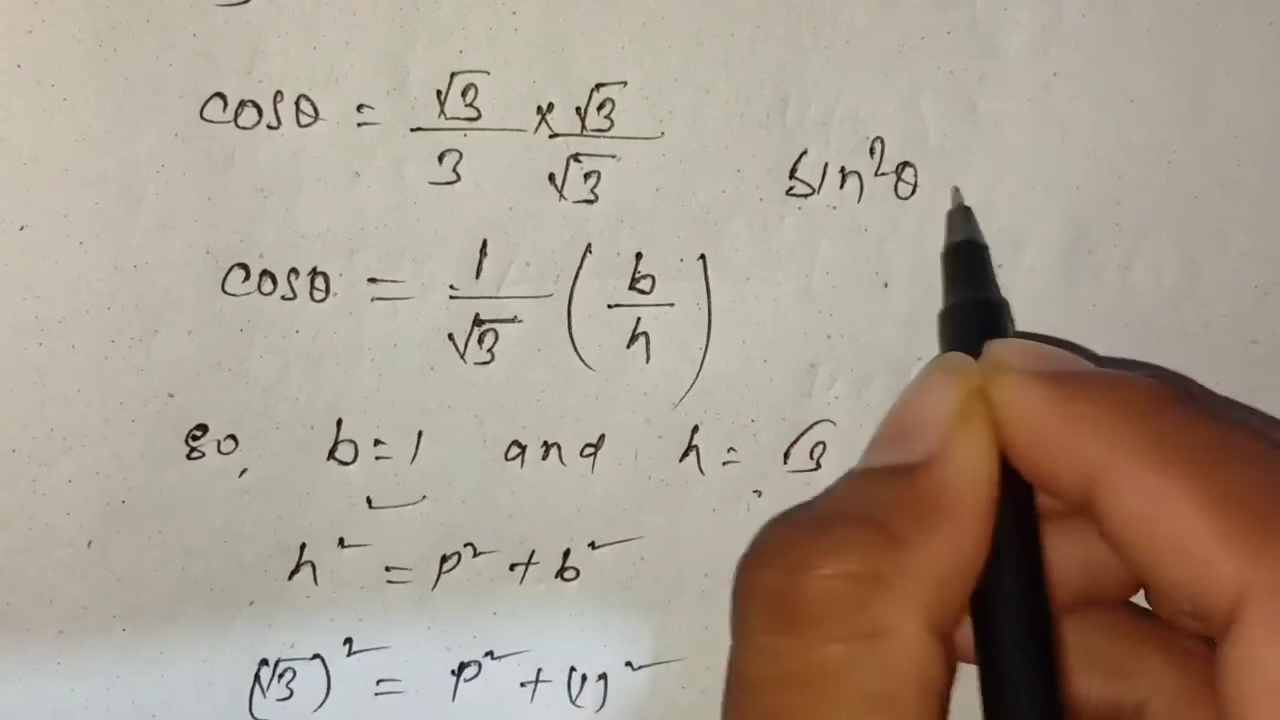 cosθ = √3/3 × √3/√3
sin²θ
cosθ = 1/√3 (b/h)
so, b=1 and h= √3
h² = p² + b²
(√3)² = p² + (1)²